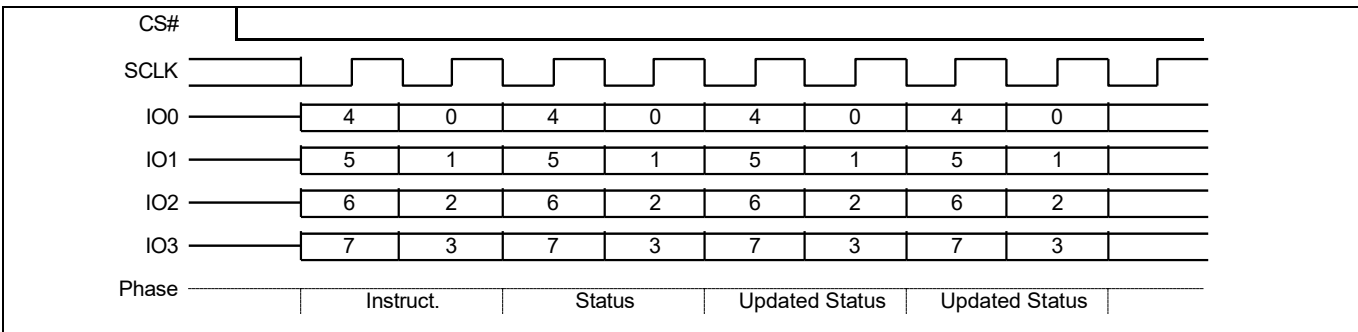 CS#
SCLK
IO0 4 0 4 0 4 0 4 0
IO1 5 1 5 1 5 1 5 1
IO2 6 2 6 2 6 2 6 2
IO3 7 3 7 3 7 3 7 3
Phase Instruct. Status Updated Status Updated Status